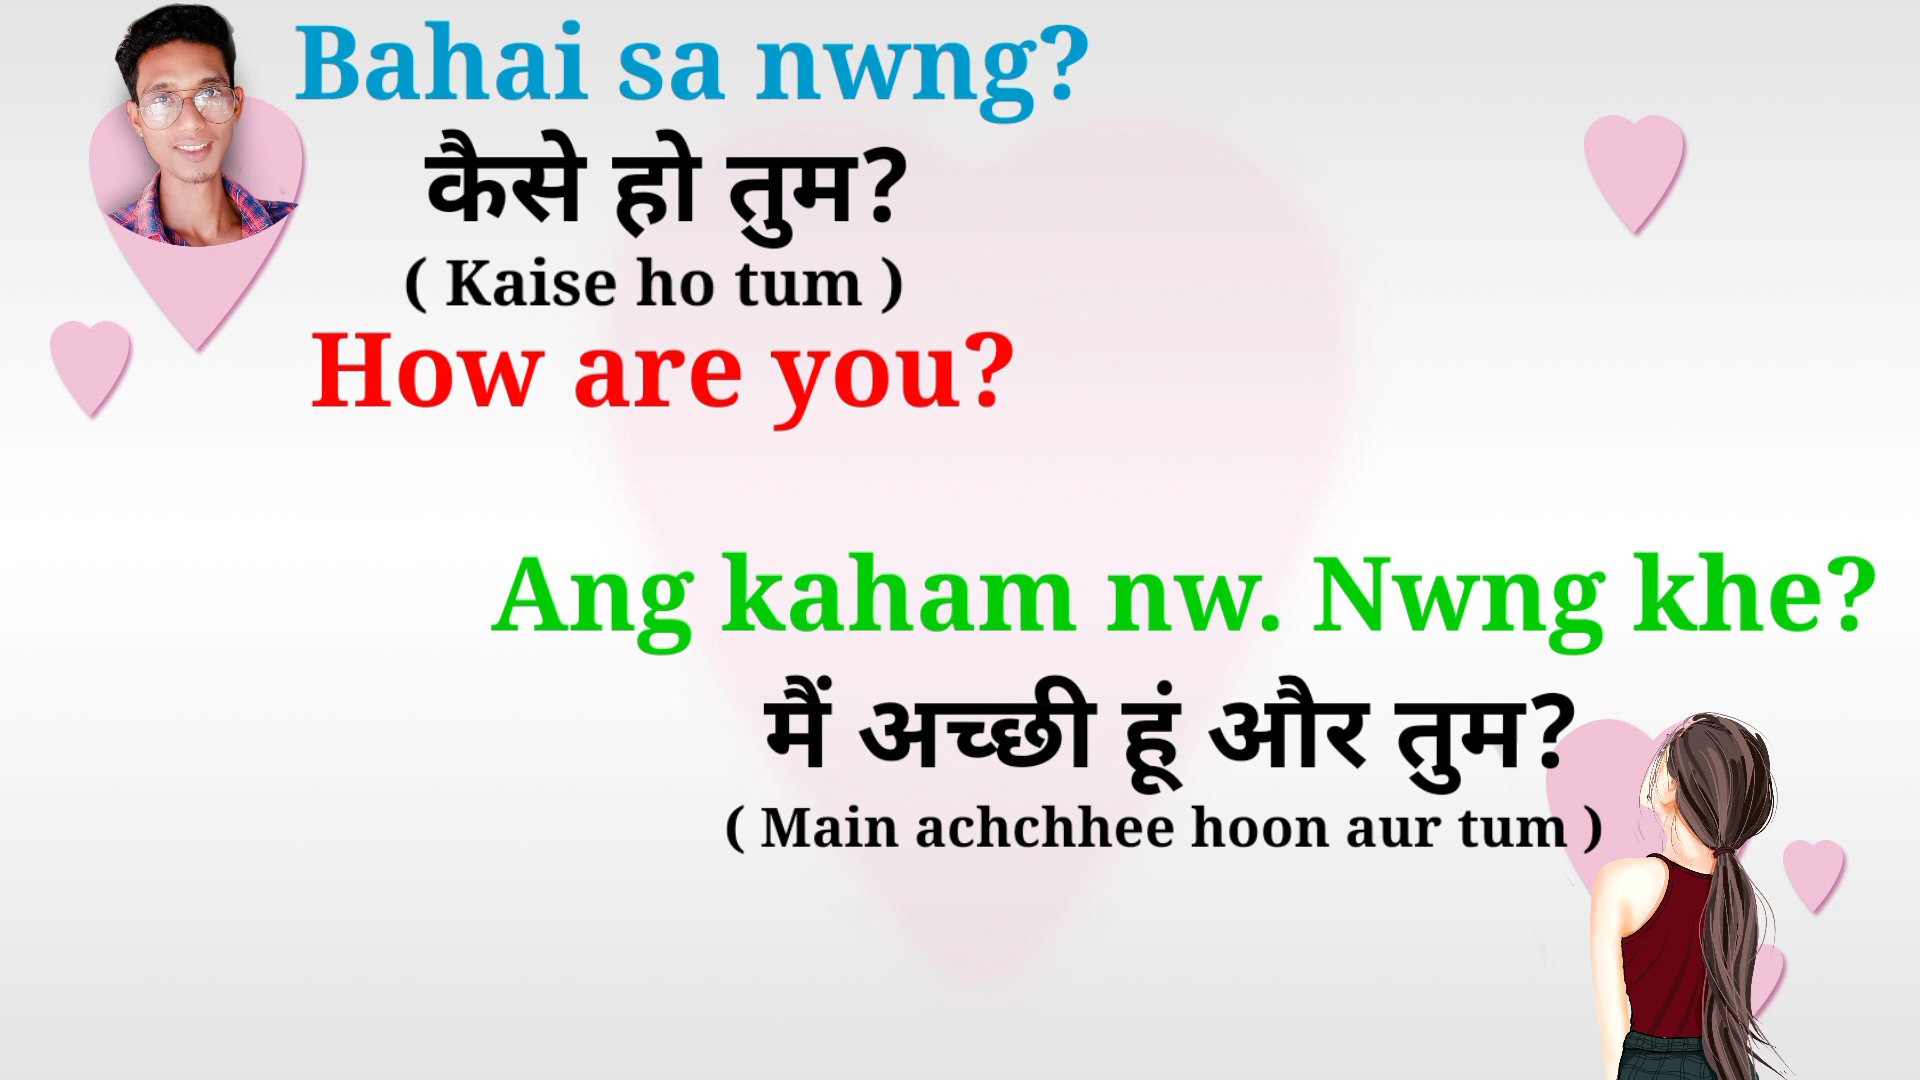 Bahai sa nwng?
कैसे हो तुम?
( Kaise ho tum )
How are you?
Ang kaham nw. Nwng khe?
मैं अच्छी हूं और तुम?
( Main achchhee hoon aur tum )